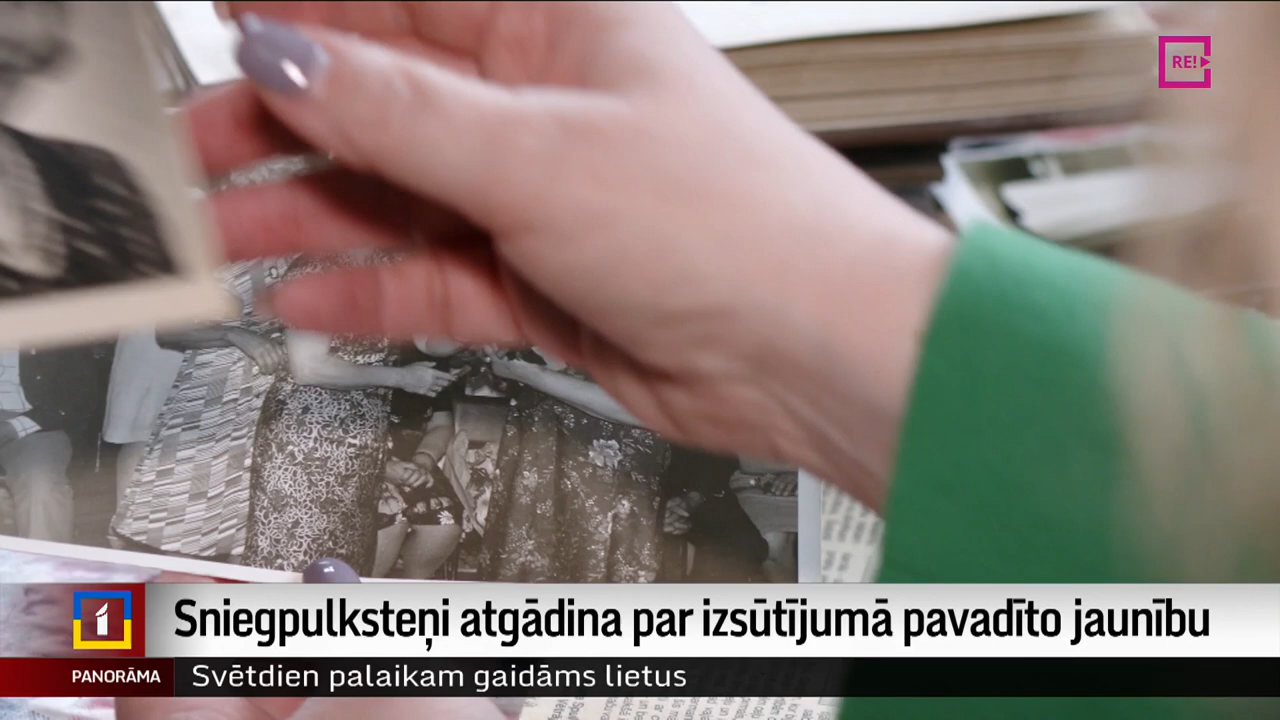 RE!
Sniegpulksteņi atgādina par izsūtījumā pavadīto jaunību
1
PANORĀMA
Svētdien palaikam gaidāms lietus